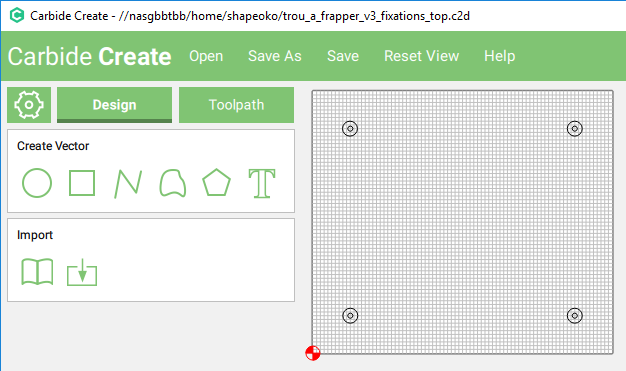 Carbide Create - //nasgbbtbb/home/shapeoko/trou_a_frapper_v3_fixations_top.c2d
Carbide Create Open Save As Save Reset View Help
Design Toolpath
Create Vector
T
Import